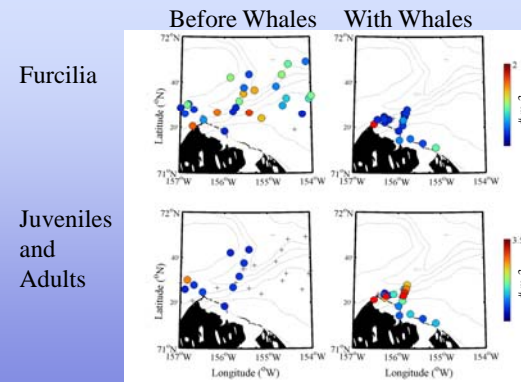 Before Whales With Whales
Furcilia
Juveniles
and
Adults
72°N
40'
20'
71°N
157°W 156°W 155°W 154°W
Latitude (°N)
72°N
40'
20'
71°N
157°W 156°W 155°W 154°W
2
72°N
40'
20'
71°N
157°W 156°W 155°W 154°W
Latitude (°N)
Longitude (°W)
72°N
40'
20'
71°N
157°W 156°W 155°W 154°W
Longitude (°W)
3.5